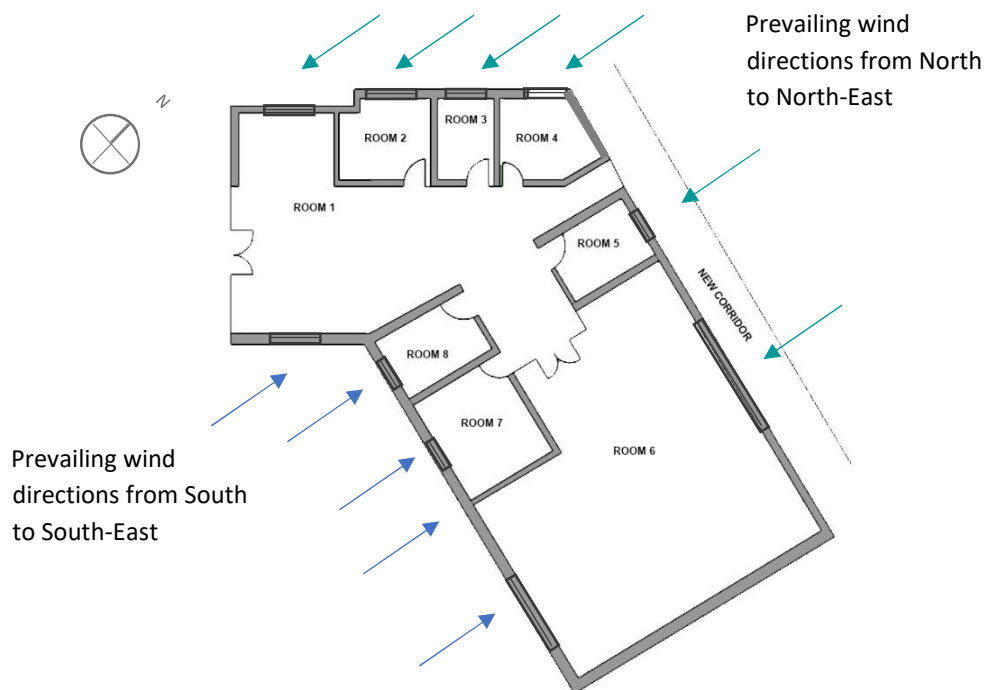 Prevailing wind
directions from North
to North-East
N
ROOM 1
ROOM 2
ROOM 3
ROOM 4
ROOM 5
NEW CORRIDOR
ROOM 8
ROOM 7
ROOM 6
Prevailing wind
directions from South
to South-East